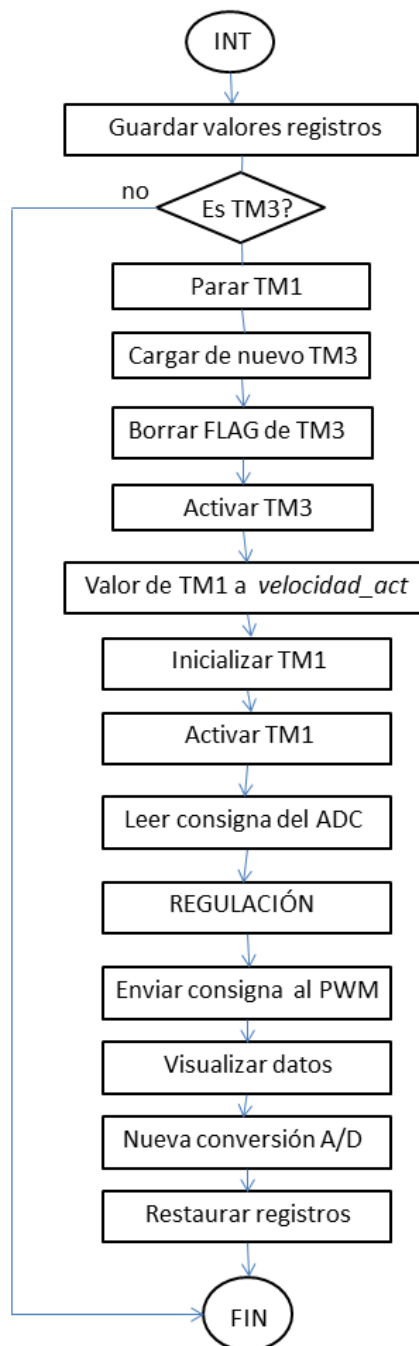 INT
Guardar valores registros
no
Es TM3?
Parar TM1
Cargar de nuevo TM3
Borrar FLAG de TM3
Activar TM3
Valor de TM1 a velocidad_act
Inicializar TM1
Activar TM1
Leer consigna del ADC
REGULACIÓN
Enviar consigna al PWM
Visualizar datos
Nueva conversión A/D
Restaurar registros
FIN